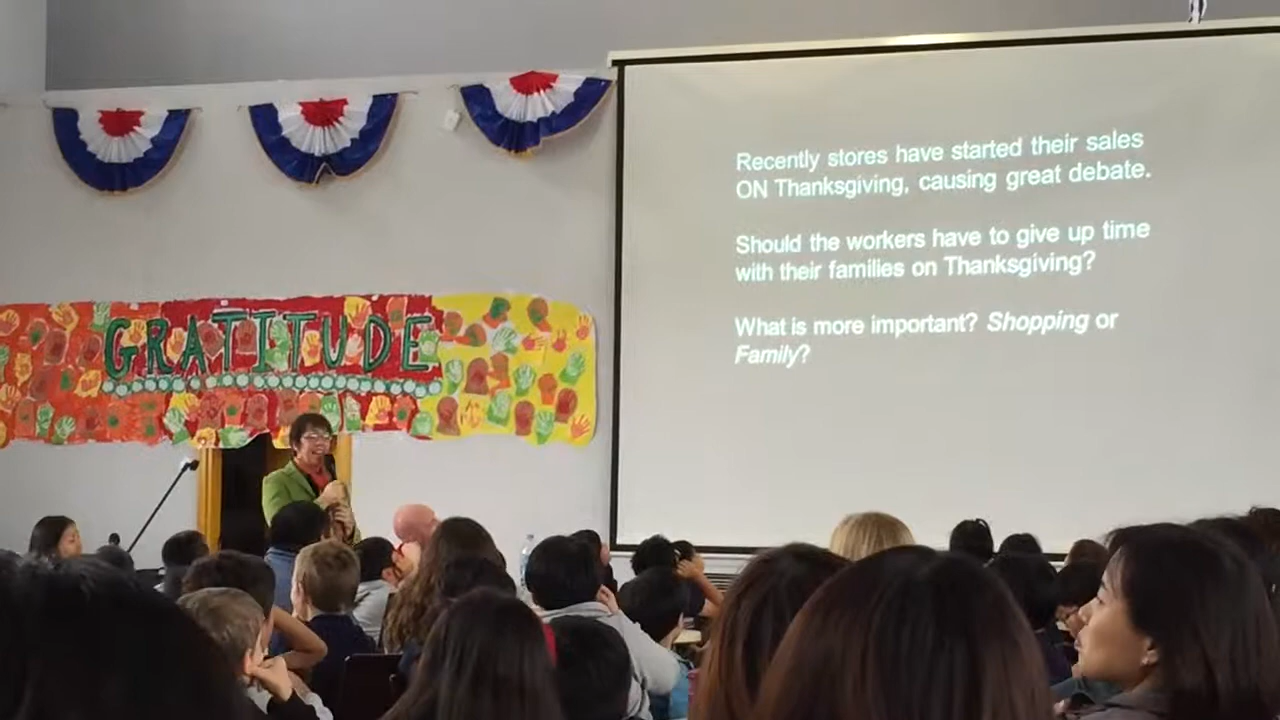 GRATITUDE
Recently stores have started their sales
ON Thanksgiving, causing great debate.
Should the workers have to give up time
with their families on Thanksgiving?
What is more important? Shopping or
Family?